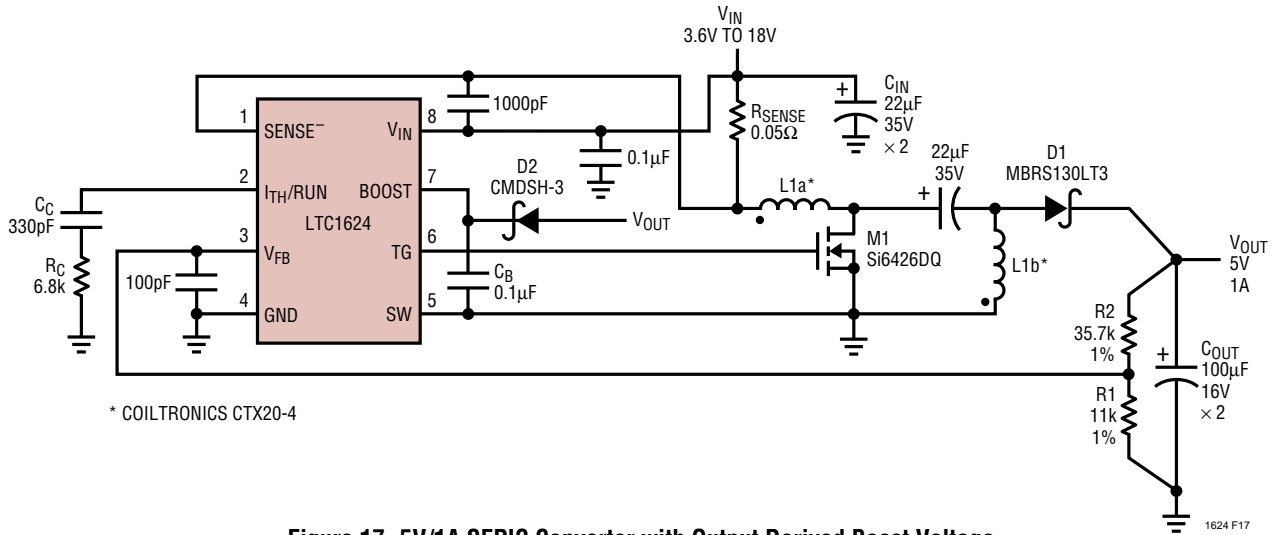 VIN
3.6V TO 18V
1000pF
RSENSE
0.05Ω
+
CIN
22µF
35V
× 2
1
SENSE–
VIN
8
0.1µF
2
ITH/RUN
BOOST
7
D2
CMDSH-3
VOUT
L1a*
22µF
35V
+
D1
MBRS130LT3
CC
330pF
LTC1624
3
VFB
TG
6
M1
Si6426DQ
L1b*
VOUT
5V
1A
RC
6.8k
100pF
4
GND
SW
5
CB
0.1µF
R2
35.7k
1%
+
COUT
100µF
16V
× 2
R1
11k
1%
* COILTRONICS CTX20-4
Figure 17. 5V/1A SEPIC Converter with Output Derived Boost Voltage
1624 F17